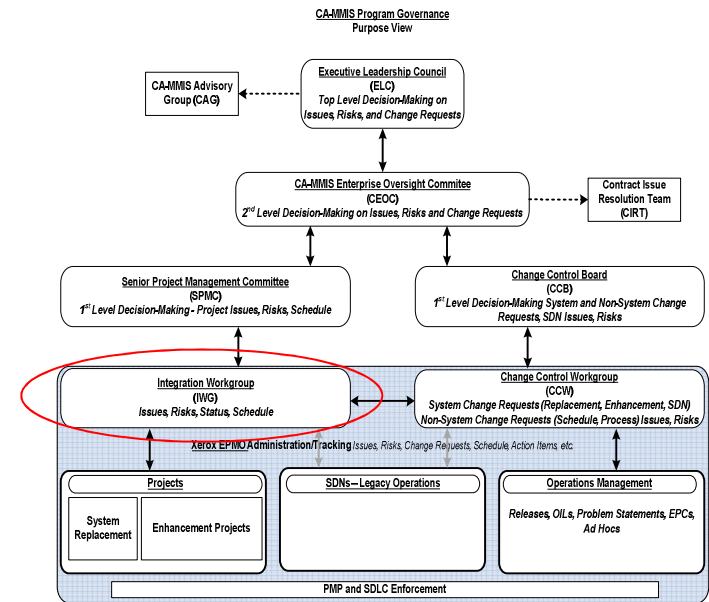 CA-MMIS Program Governance
Purpose View
Executive Leadership Council
(ELC)
Top Level Decision-Making on
Issues, Risks, and Change Requests
CA-MMIS Advisory
Group (CAG)
CA-MMIS Enterprise Oversight Commitee
(CEOC)
2nd Level Decision-Making on Issues, Risks and Change Requests
Contract Issue
Resolution Team
(CIRT)
Senior Project Management Committee
(SPMC)
1st Level Decision-Making - Project Issues, Risks, Schedule
Change Control Board
(CCB)
1st Level Decision-Making System and Non-System Change
Requests, SDN Issues, Risks
Integration Workgroup
(IWG)
Issues, Risks, Status, Schedule
Change Control Workgroup
(CCW)
System Change Requests (Replacement, Enhancement, SDN)
Non-System Change Requests (Schedule, Process) Issues, Risks
Xerox EPMO Administration/Tracking Issues, Risks, Change Requests, Schedule, Action Items, etc.
Projects
System
Replacement
Enhancement Projects
SDNs—Legacy Operations
Operations Management
Releases, OILs, Problem Statements, EPCs,
Ad Hocs
PMP and SDLC Enforcement